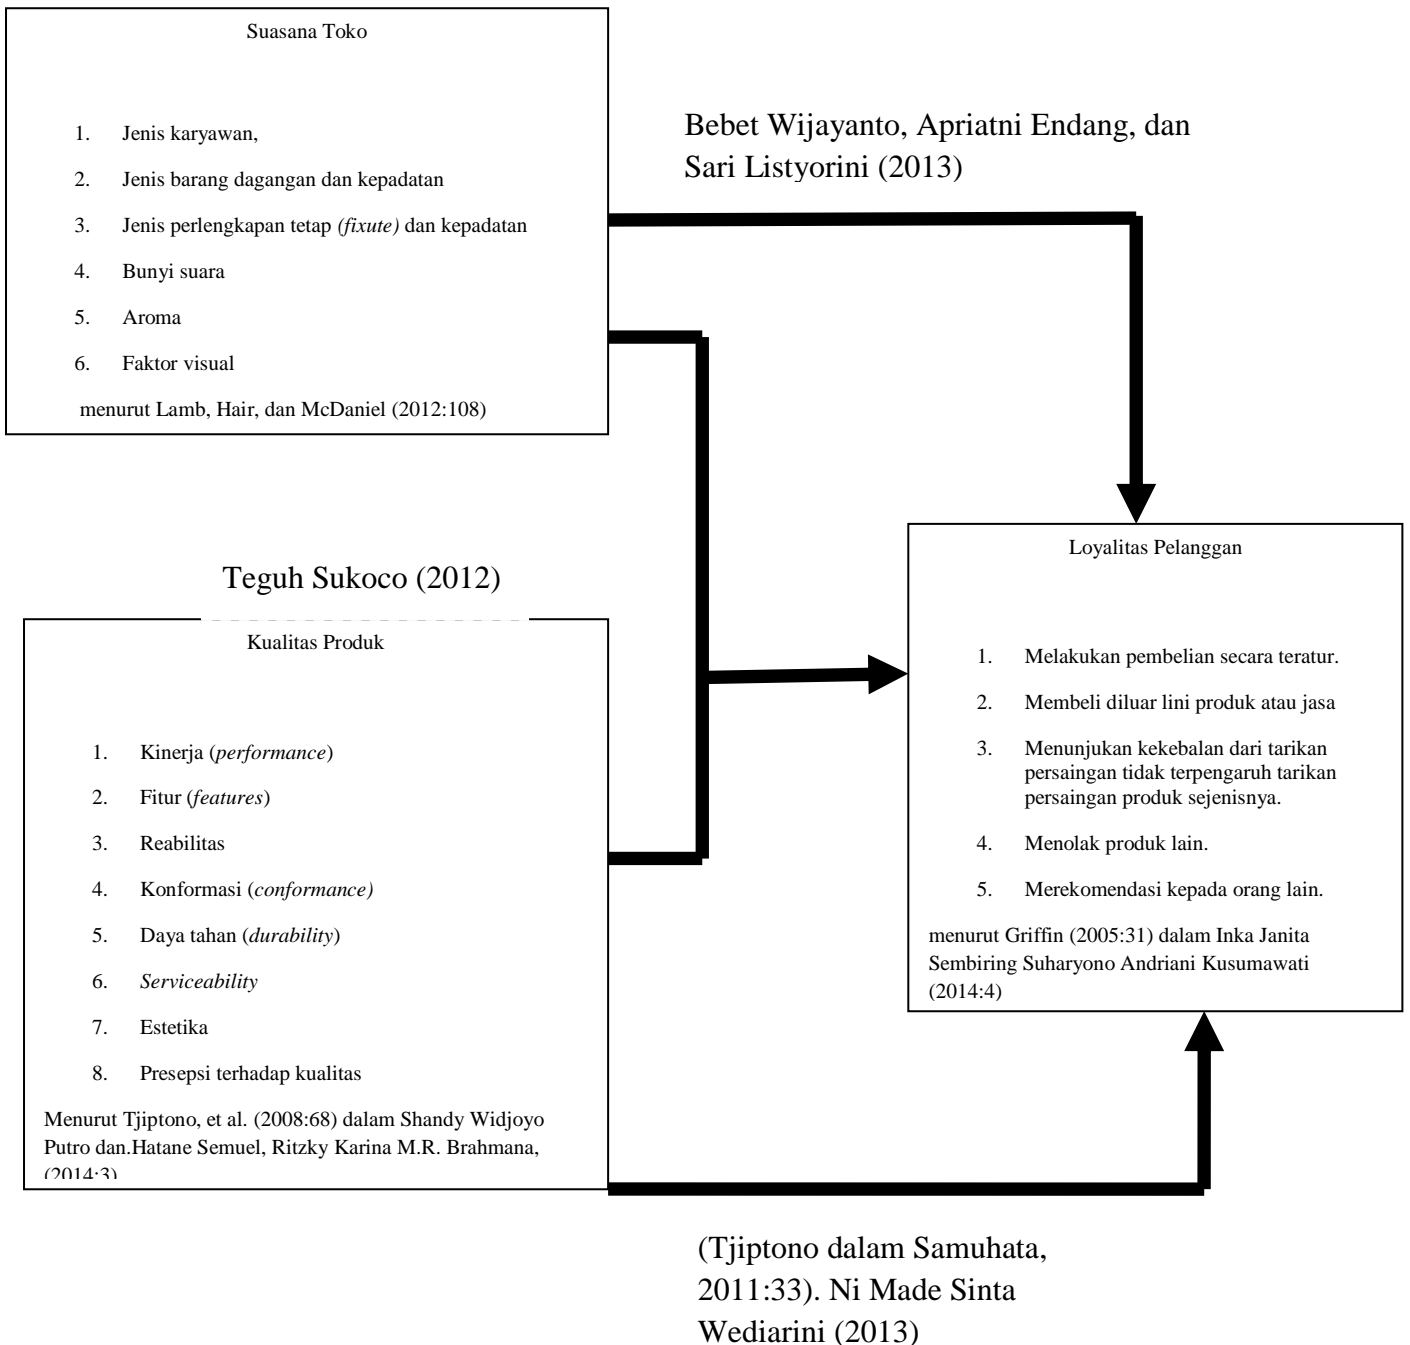 Suasana Toko
1. Jenis karyawan,
2. Jenis barang dagangan dan kepadatan
3. Jenis perlengkapan tetap (fixute) dan kepadatan
4. Bunyi suara
5. Aroma
6. Faktor visual
menurut Lamb, Hair, dan McDaniel (2012:108)
Bebet Wijayanto, Apriatni Endang, dan
Sari Listyorini (2013)
Teguh Sukoco (2012)
Kualitas Produk
1. Kinerja (performance)
2. Fitur (features)
3. Reabilitas
4. Konformasi (conformance)
5. Daya tahan (durability)
6. Serviceability
7. Estetika
8. Presepsi terhadap kualitas
Menurut Tjiptono, et al. (2008:68) dalam Shandy Widjoyo
Putro dan.Hatane Semuel, Ritzky Karina M.R. Brahmana,
(2014:3)
Loyalitas Pelanggan
1. Melakukan pembelian secara teratur.
2. Membeli diluar lini produk atau jasa
3. Menunjukan kekebalan dari tarikan
persaingan tidak terpengaruh tarikan
persaingan produk sejenisnya.
4. Menolak produk lain.
5. Merekomendasi kepada orang lain.
menurut Griffin (2005:31) dalam Inka Janita
Sembiring Suharyono Andriani Kusumawati
(2014:4)
(Tjiptono dalam Samuhata,
2011:33). Ni Made Sinta
Wediarini (2013)